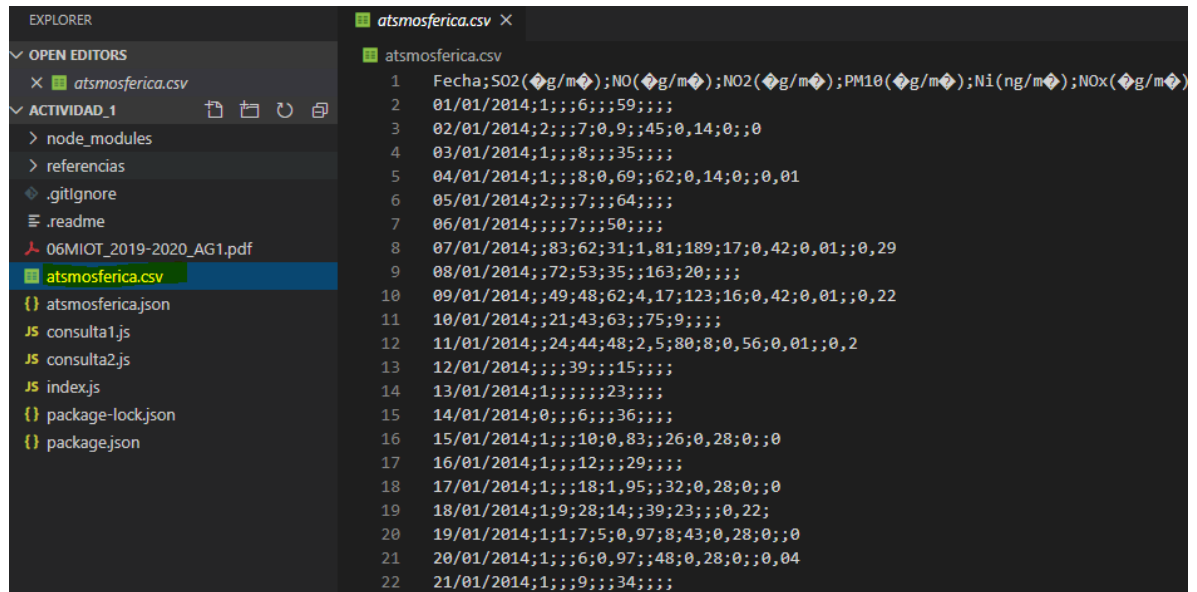 EXPLORER
OPEN EDITORS
atsmosferica.csv
ACTIVIDAD_1
node_modules
referencias
.gitIgnore
.readme
06MIOT_2019-2020_AG1.pdf
atsmosferica.csv
{} atsmosferica.json
JS consulta1.js
JS consulta2.js
JS index.js
{} package-lock.json
{} package.json
atsmosferica.csv
atsmosferica.csv
1 Fecha;SO2(�g/m�);NO(�g/m�);NO2(�g/m�);PM10(�g/m�);Ni(ng/m�);NOx(�g/m�)
2 01/01/2014;1;;;6;;;59;;;;
3 02/01/2014;2;;;7;0,9;;45;0,14;0;;0
4 03/01/2014;1;;;8;;;35;;;;
5 04/01/2014;1;;;8;0,69;;62;0,14;0;;0,01
6 05/01/2014;2;;;7;;;64;;;;
7 06/01/2014;;;;7;;;50;;;;
8 07/01/2014;;83;62;31;1,81;189;17;0,42;0,01;;0,29
9 08/01/2014;;72;53;35;;163;20;;;;
10 09/01/2014;;49;48;62;4,17;123;16;0,42;0,01;;0,22
11 10/01/2014;;21;43;63;;75;9;;;;
12 11/01/2014;;24;44;48;2,5;80;8;0,56;0,01;;0,2
13 12/01/2014;;;;39;;;15;;;;
14 13/01/2014;1;;;;;;23;;;;
15 14/01/2014;0;;;6;;;36;;;;
16 15/01/2014;1;;;10;0,83;;26;0,28;0;;0
17 16/01/2014;1;;;12;;;29;;;;
18 17/01/2014;1;;;18;1,95;;32;0,28;0;;0
19 18/01/2014;1;9;28;14;;39;23;;;0,22;
20 19/01/2014;1;1;7;5;0,97;8;43;0,28;0;;0
21 20/01/2014;1;;;6;0,97;;48;0,28;0;;0,04
22 21/01/2014;1;;;9;;;34;;;;